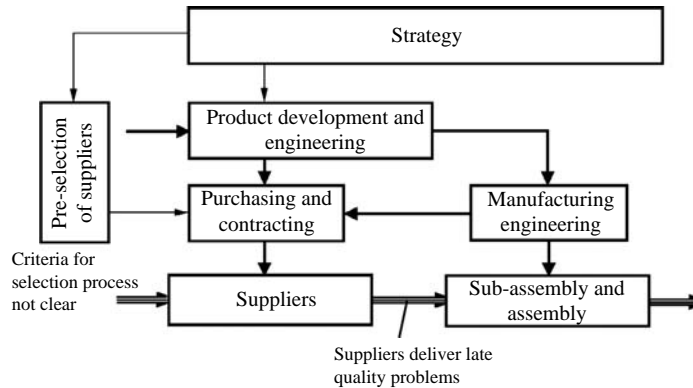 Strategy
Product development and
engineering
Pre-selection
of suppliers
Purchasing and
contracting
Manufacturing
engineering
Criteria for
selection process
not clear
Suppliers
Sub-assembly and
assembly
Suppliers deliver late
quality problems